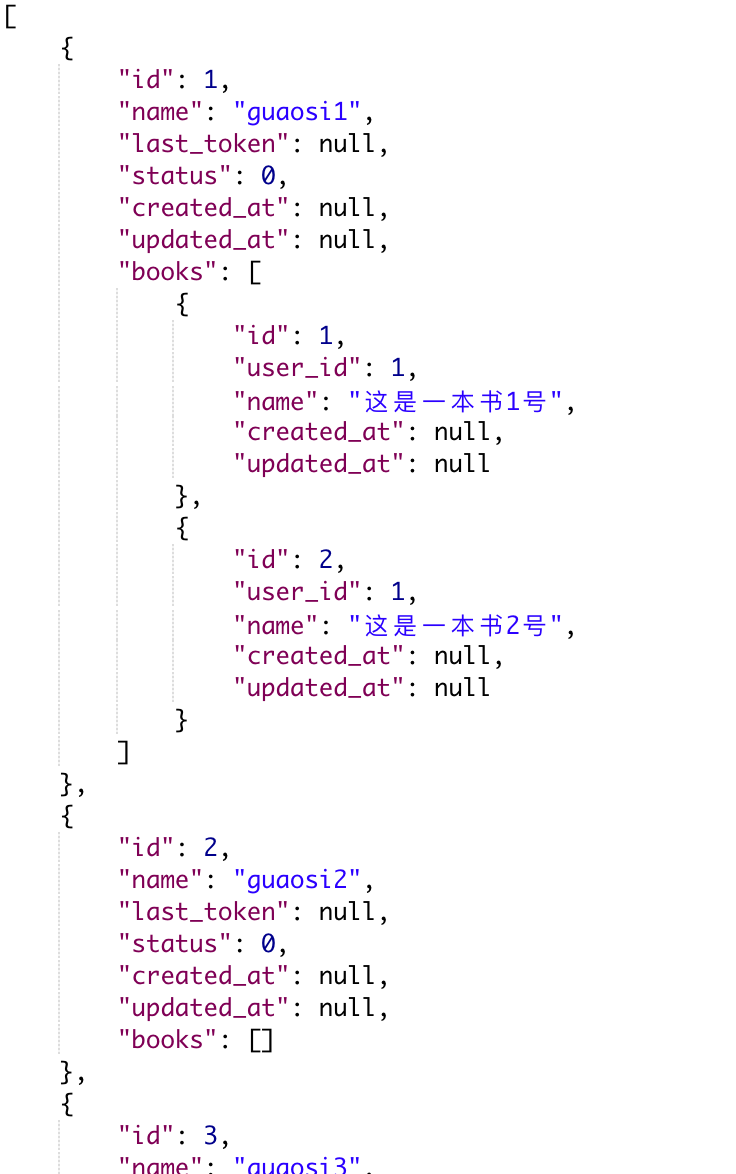 [
    {
        "id": 1,
        "name": "guaosi1",
        "last_token": null,
        "status": 0,
        "created_at": null,
        "updated_at": null,
        "books": [
            {
                "id": 1,
                "user_id": 1,
                "name": "这是一本书1号",
                "created_at": null,
                "updated_at": null
            },
            {
                "id": 2,
                "user_id": 1,
                "name": "这是一本书2号",
                "created_at": null,
                "updated_at": null
            }
        ]
    },
    {
        "id": 2,
        "name": "guaosi2",
        "last_token": null,
        "status": 0,
        "created_at": null,
        "updated_at": null,
        "books": []
    },
    {
        "id": 3,
        "name": "guaosi3",